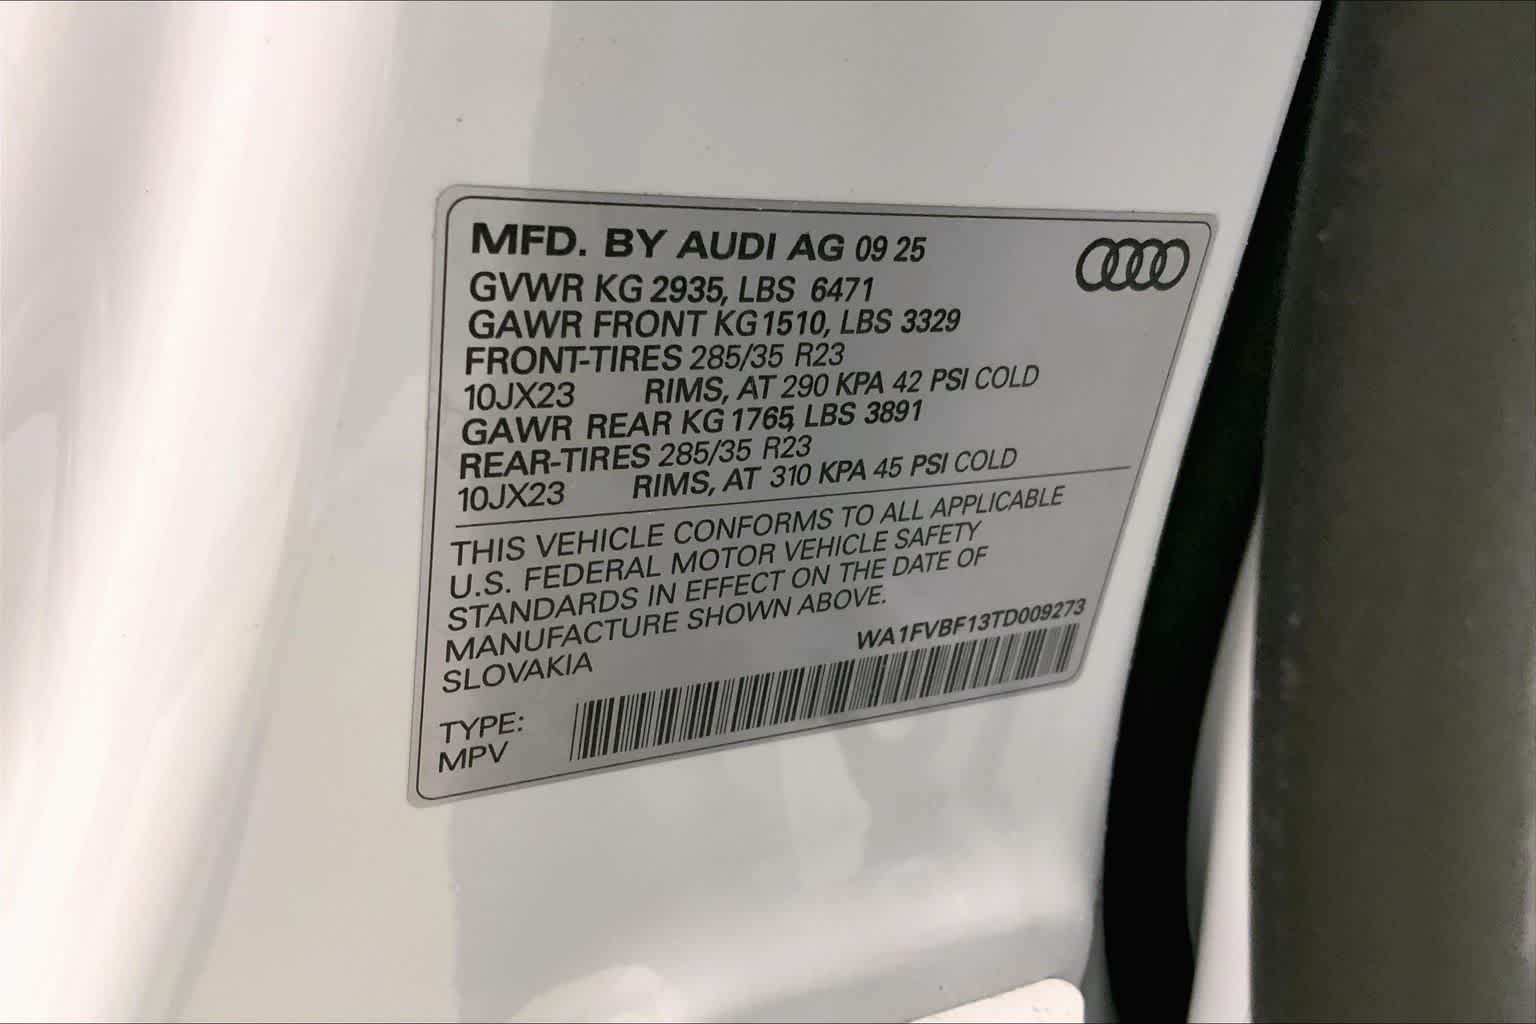 MFD. BY AUDI AG 09 25
GVWR KG 2935, LBS 6471
GAWR FRONT KG 1510, LBS 3329
FRONT-TIRES 285/35 R23
10JX23 RIMS, AT 290 KPA 42 PSI COLD
GAWR REAR KG 1765, LBS 3891
REAR-TIRES 285/35 R23
10JX23 RIMS, AT 310 KPA 45 PSI COLD
THIS VEHICLE CONFORMS TO ALL APPLICABLE
U.S. FEDERAL MOTOR VEHICLE SAFETY
STANDARDS IN EFFECT ON THE DATE OF
MANUFACTURE SHOWN ABOVE.
SLOVAKIA
WA1FVBF13TD009273
TYPE:
MPV